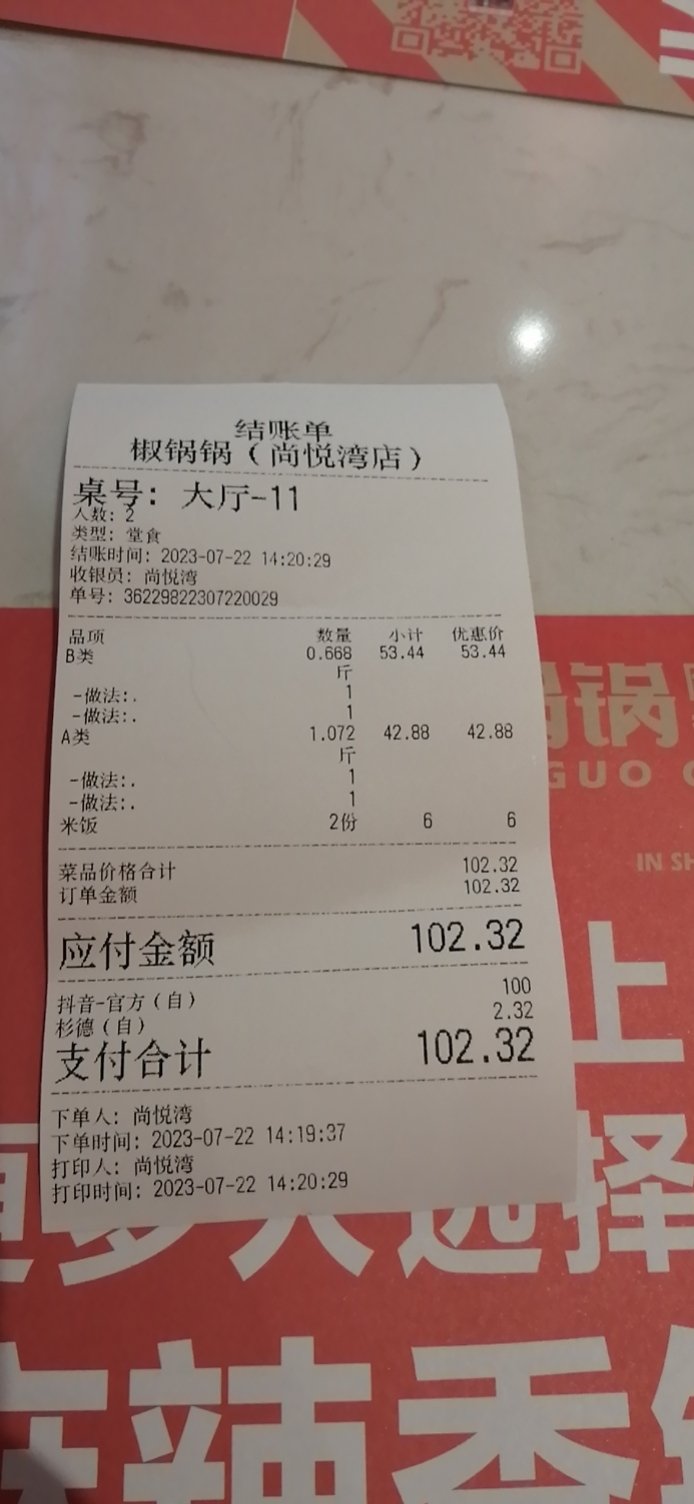 结账单
椒锅锅(尚悦湾店)
桌号: 大厅-11
人数: 2
类型: 堂食
结账时间: 2023-07-22 14:20:29
收银员: 尚悦湾
单号: 36229822307220029
品项 数量 小计 优惠价
B类 0.668 53.44 53.44
斤
-做法:. 1
-做法:. 1
A类 1.072 42.88 42.88
斤
-做法:. 1
-做法:. 1
米饭 2份 6 6
菜品价格合计 102.32
订单金额 102.32
应付金额 102.32
抖音-官方(自) 100
杉德(自) 2.32
支付合计 102.32
下单人: 尚悦湾
下单时间: 2023-07-22 14:19:37
打印人: 尚悦湾
打印时间: 2023-07-22 14:20:29
锅
GUO
IN SH
上
多人选择
辣香